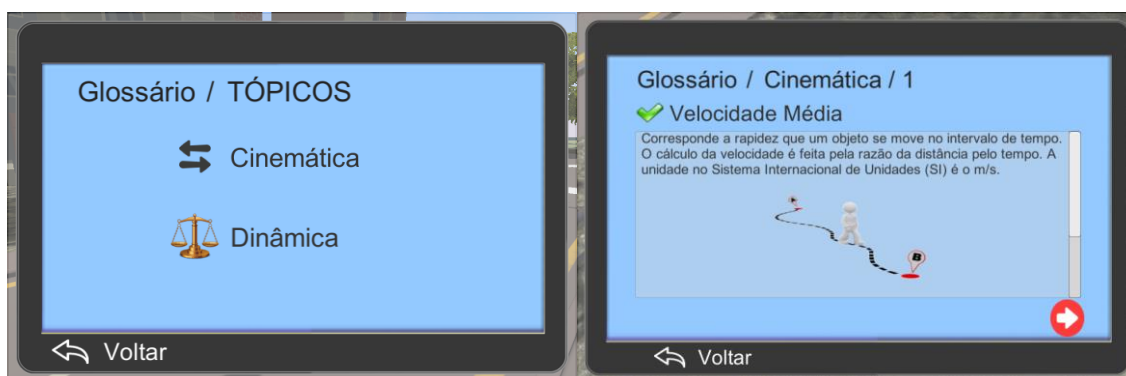 Glossário / TÓPICOS
Cinemática
Dinâmica
Voltar
Glossário / Cinemática / 1
Velocidade Média
Corresponde a rapidez que um objeto se move no intervalo de tempo.
O cálculo da velocidade é feita pela razão da distância pelo tempo. A
unidade no Sistema Internacional de Unidades (SI) é o m/s.
B
Voltar